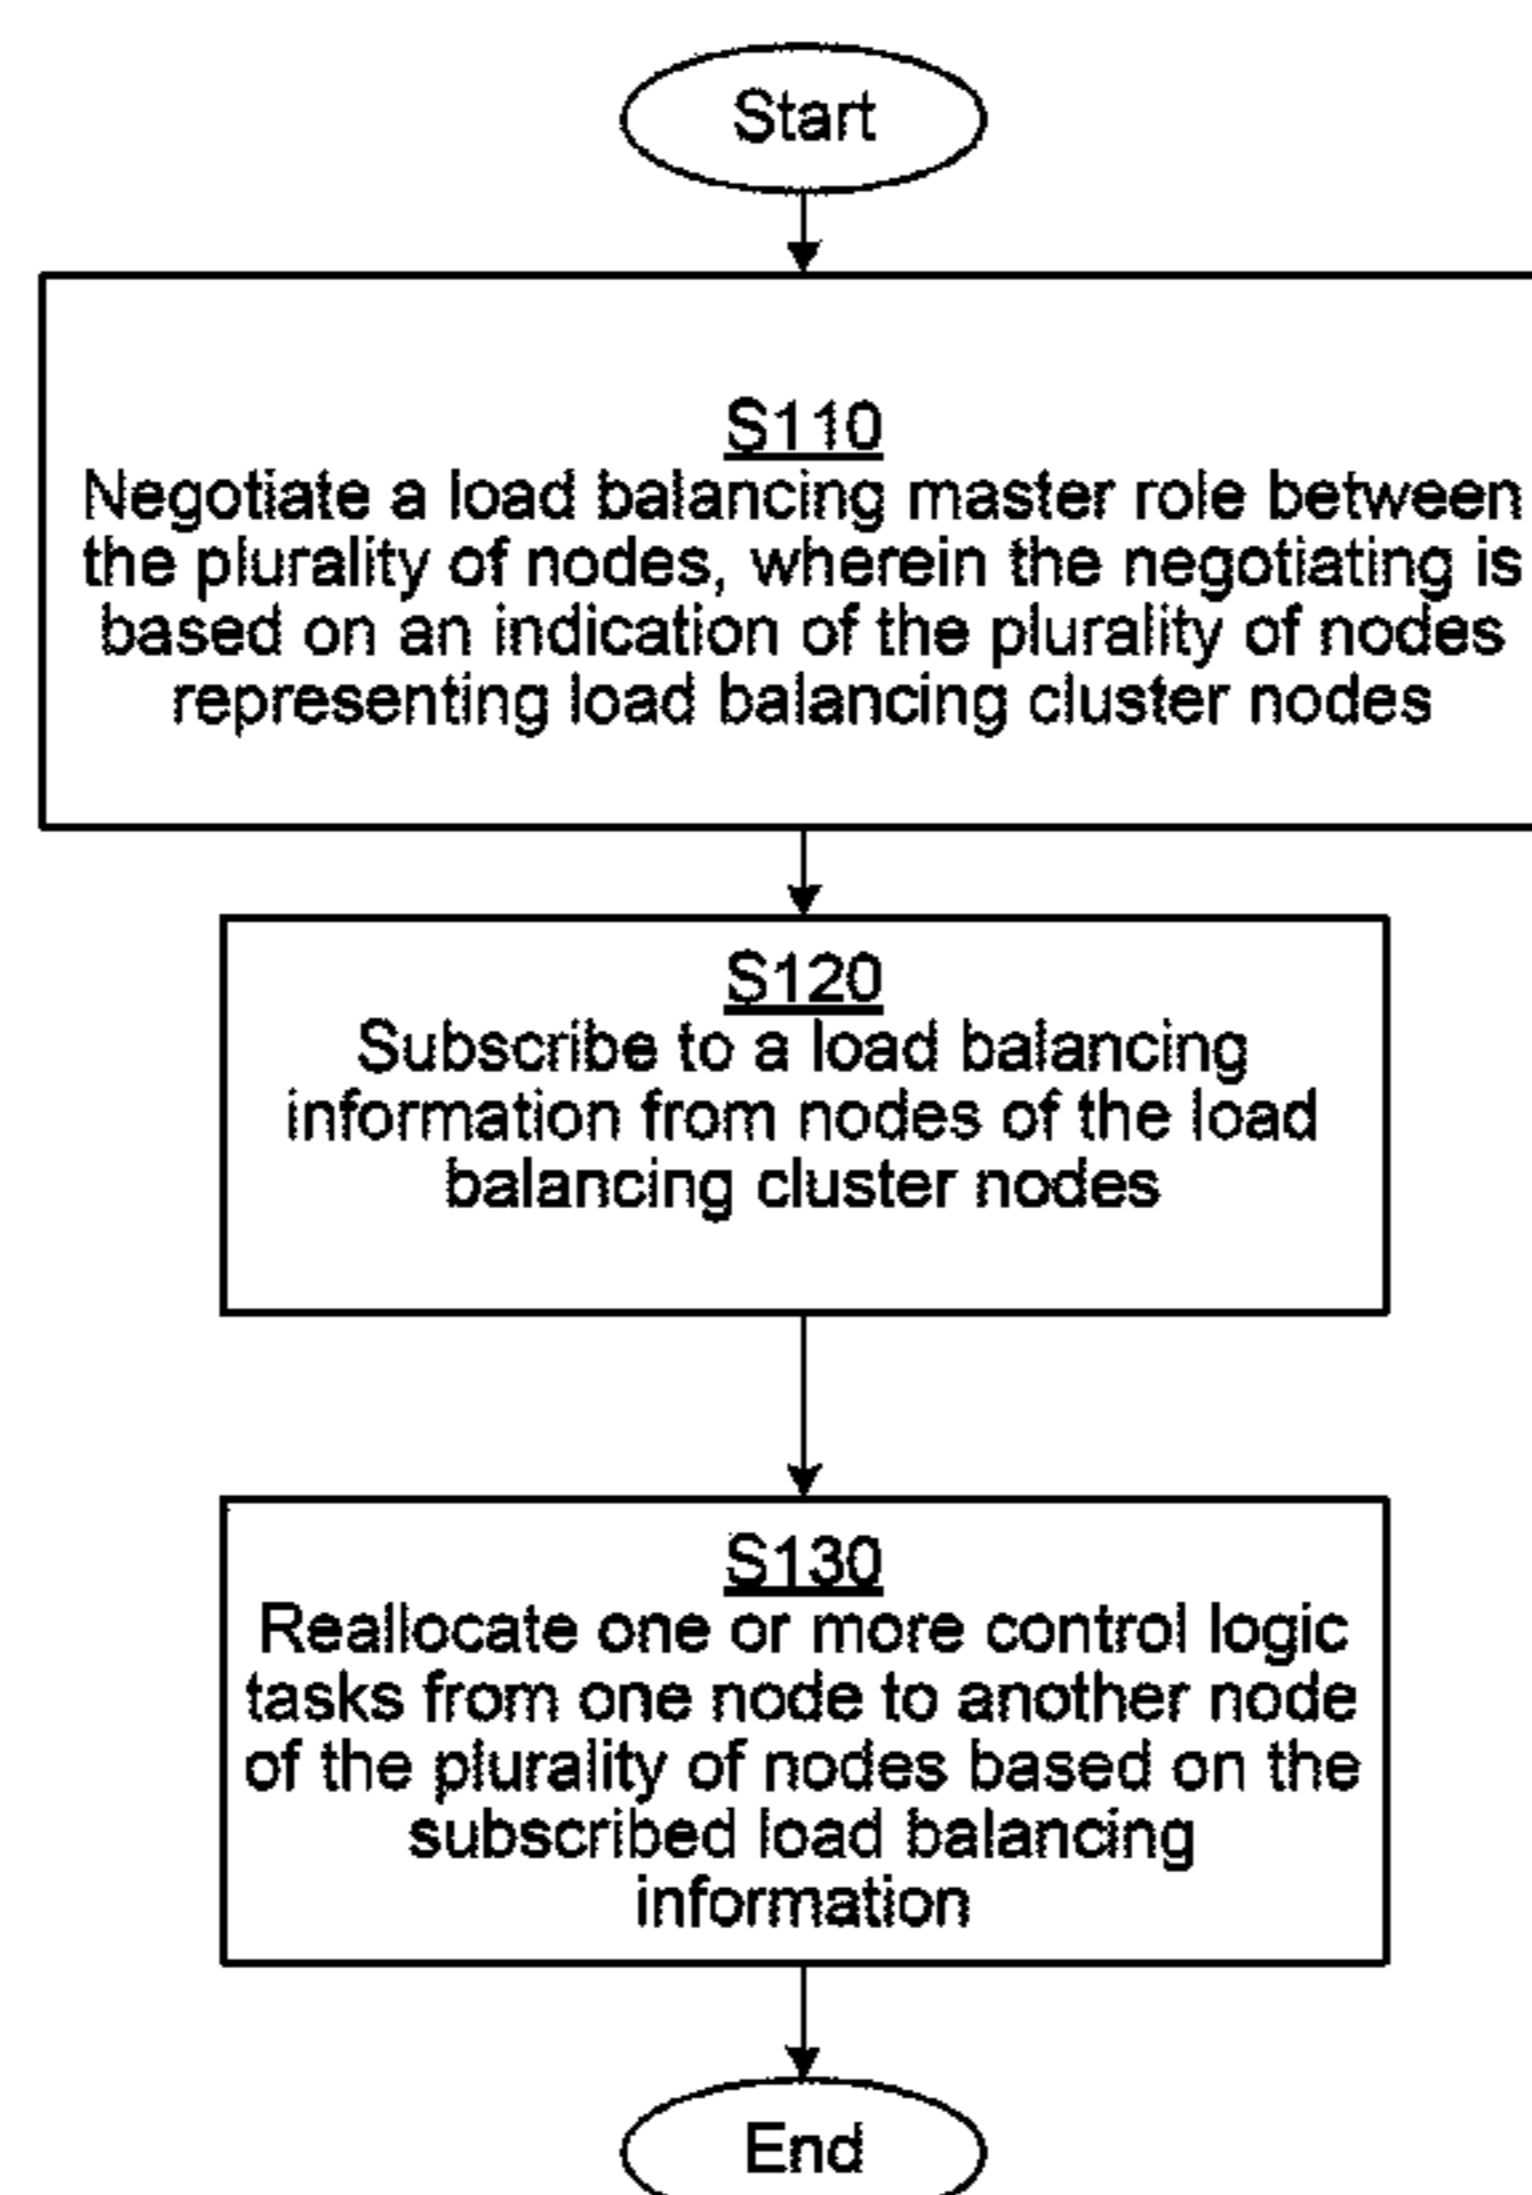 Start
S110
Negotiate a load balancing master role between
the plurality of nodes, wherein the negotiating is
based on an indication of the plurality of nodes
representing load balancing cluster nodes
S120
Subscribe to a load balancing
information from nodes of the load
balancing cluster nodes
S130
Reallocate one or more control logic
tasks from one node to another node
of the plurality of nodes based on the
subscribed load balancing
information
End